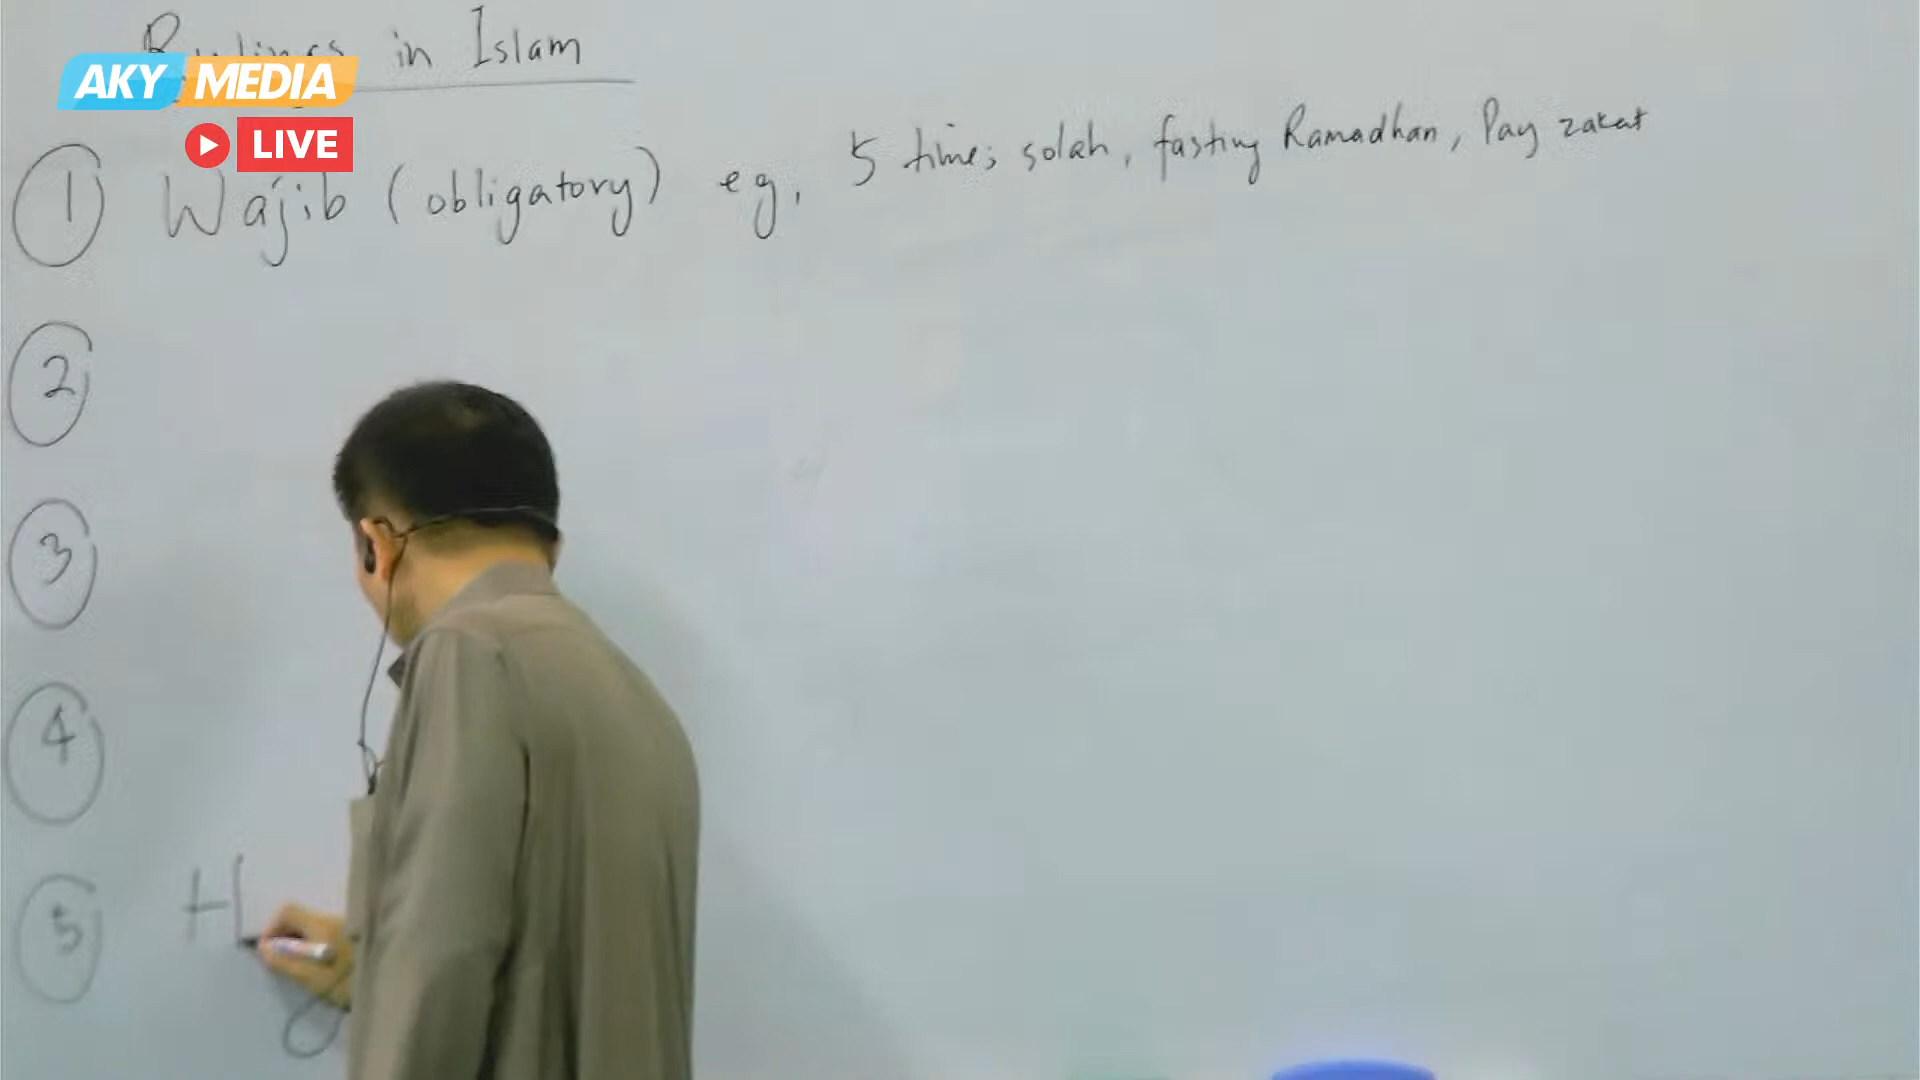 Rulings in Islam
AKY MEDIA
LIVE
1 Wajib (obligatory) eg, 5 times solah, fasting Ramadhan, Pay zakat
2
3
4
5 H